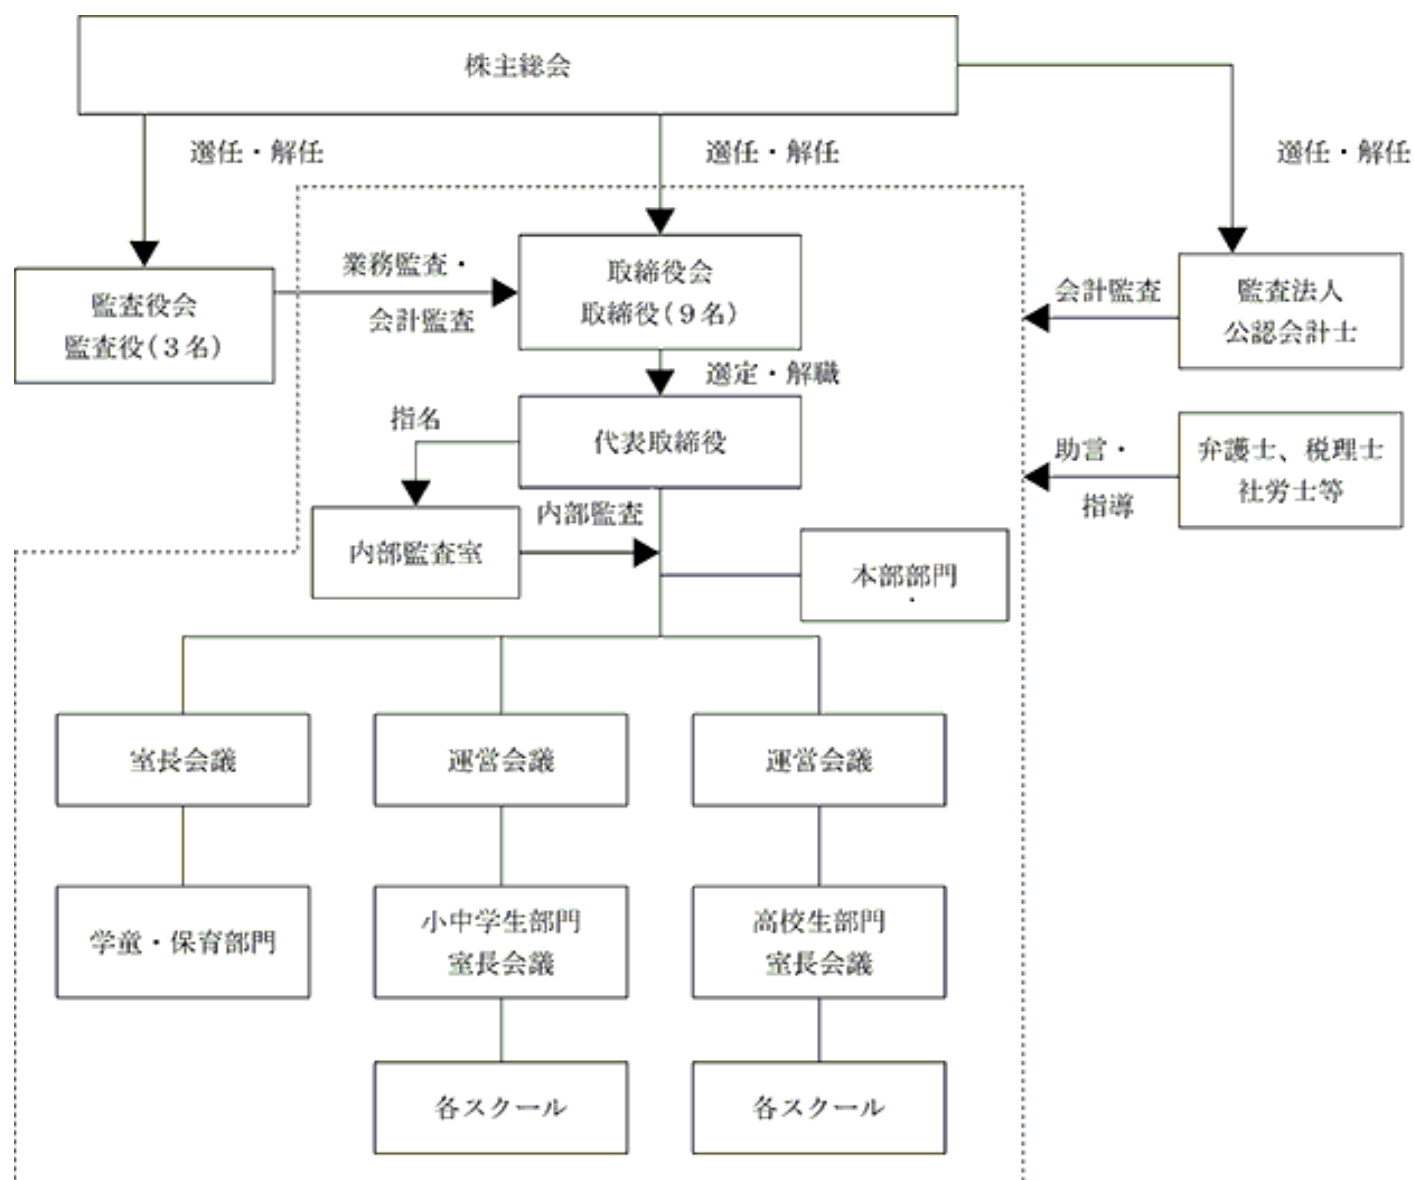 株主総会
選任・解任
選任・解任
選任・解任
業務監査・
会計監査
監査役会
監査役(3名)
取締役会
取締役(9名)
会計監査
監査法人
公認会計士
選定・解職
指名
代表取締役
助言・
指導
弁護士、税理士
社労士等
内部監査
内部監査室
本部部門
・
室長会議
運営会議
運営会議
学童・保育部門
小中学生部門
室長会議
高校生部門
室長会議
各スクール
各スクール